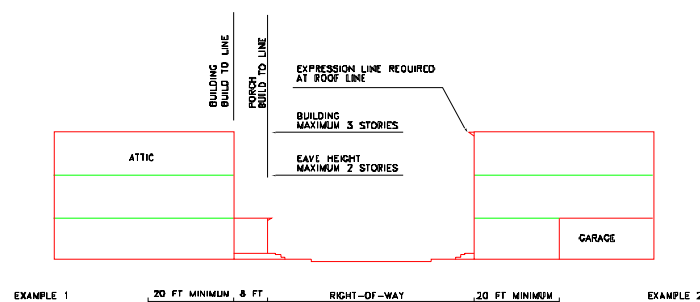 BUILDING
BUILD TO LINE
PORCH
BUILD TO LINE
EXPRESSION LINE REQUIRED
AT ROOF LINE
BUILDING
MAXIMUM 3 STORIES
ATTIC
EAVE HEIGHT
MAXIMUM 2 STORIES
GARAGE
EXAMPLE 1
20 FT MINIMUM
8 FT
RIGHT-OF-WAY
20 FT MINIMUM
EXAMPLE 2